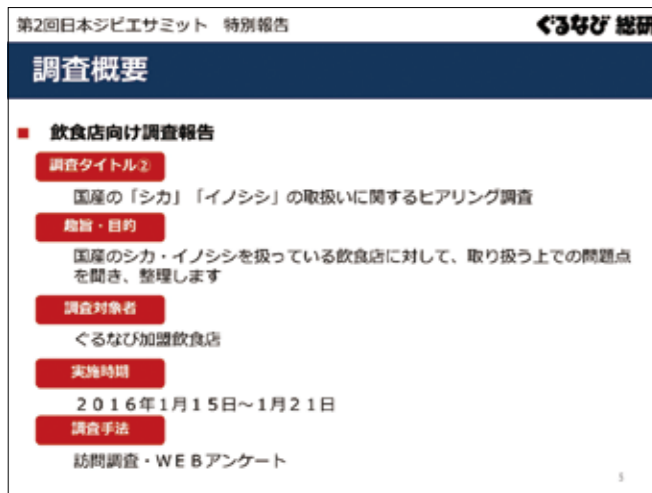 第2回日本ジビエサミット 特別報告
ぐるなび 総研
調査概要
■ 飲食店向け調査報告
調査タイトル②
国産の「シカ」「イノシシ」の取扱いに関するヒアリング調査
趣旨・目的
国産のシカ・イノシシを扱っている飲食店に対して、取り扱う上での問題点
を聞き、整理します
調査対象者
ぐるなび加盟飲食店
実施時期
2016年1月15日~1月21日
調査手法
訪問調査・WEBアンケート
5